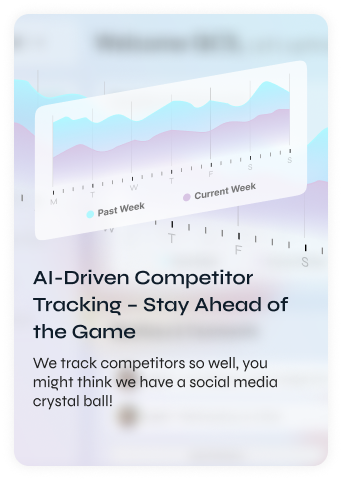 M T W T F S S
Past Week
Current Week
T F S
AI-Driven Competitor
Tracking – Stay Ahead of
the Game
We track competitors so well, you
might think we have a social media
crystal ball!